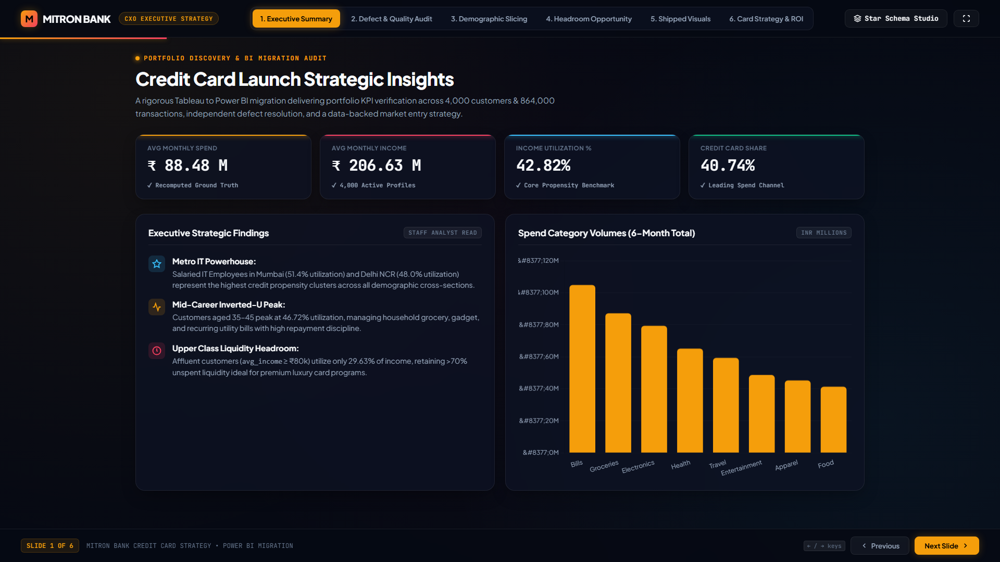 M MITRON BANK CXO EXECUTIVE STRATEGY
1. Executive Summary
2. Defect & Quality Audit
3. Demographic Slicing
4. Headroom Opportunity
5. Shipped Visuals
6. Card Strategy & ROI
Star Schema Studio
PORTFOLIO DISCOVERY & BI MIGRATION AUDIT
Credit Card Launch Strategic Insights
A rigorous Tableau to Power BI migration delivering portfolio KPI verification across 4,000 customers & 864,000
transactions, independent defect resolution, and a data-backed market entry strategy.
AVG MONTHLY SPEND
₹ 88.48 M
✓ Recomputed Ground Truth
AVG MONTHLY INCOME
₹ 206.63 M
✓ 4,000 Active Profiles
INCOME UTILIZATION %
42.82%
✓ Core Propensity Benchmark
CREDIT CARD SHARE
40.74%
✓ Leading Spend Channel
Executive Strategic Findings
STAFF ANALYST READ
Metro IT Powerhouse:
Salaried IT Employees in Mumbai (51.4% utilization) and Delhi NCR (48.0% utilization)
represent the highest credit propensity clusters across all demographic cross-sections.
Mid-Career Inverted-U Peak:
Customers aged 35–45 peak at 46.72% utilization, managing household grocery, gadget,
and recurring utility bills with high repayment discipline.
Upper Class Liquidity Headroom:
Affluent customers (avg_income ≥ ₹80k) utilize only 29.63% of income, retaining >70%
unspent liquidity ideal for premium luxury card programs.
Spend Category Volumes (6-Month Total)
INR MILLIONS
&#8377;120M
&#8377;100M
&#8377;80M
&#8377;60M
&#8377;40M
&#8377;20M
&#8377;0M
Bills
Groceries
Electronics
Health
Travel
Entertainment
Apparel
Food
SLIDE 1 OF 6
MITRON BANK CREDIT CARD STRATEGY • POWER BI MIGRATION
← / → keys
Previous
Next Slide